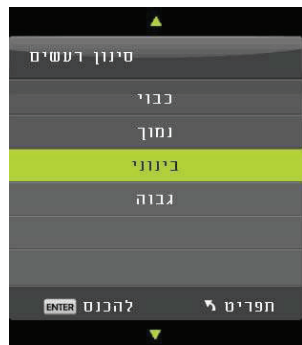 סינון רעשים
כבוי
נמוך
בינוני
גבוה
תפריט להכנס ENTER